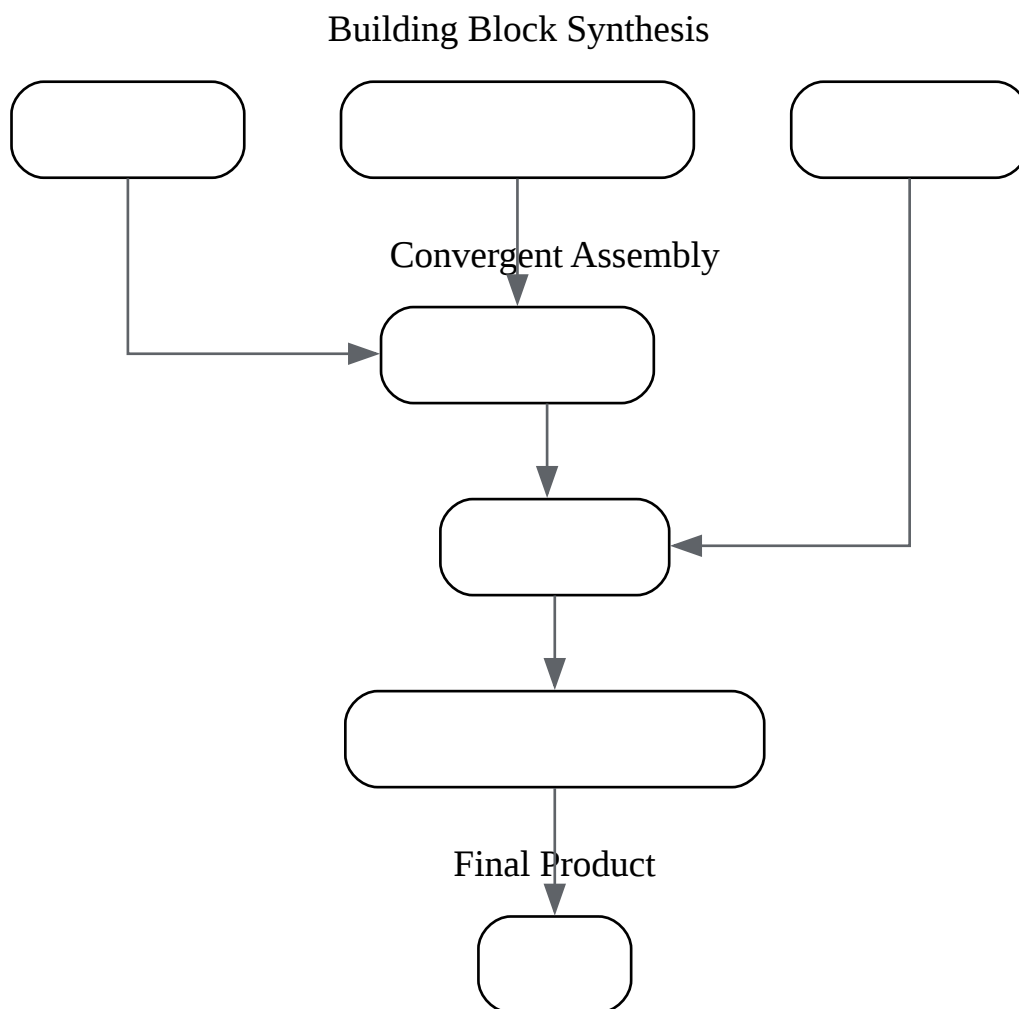 Building Block Synthesis
Convergent Assembly
Final Product